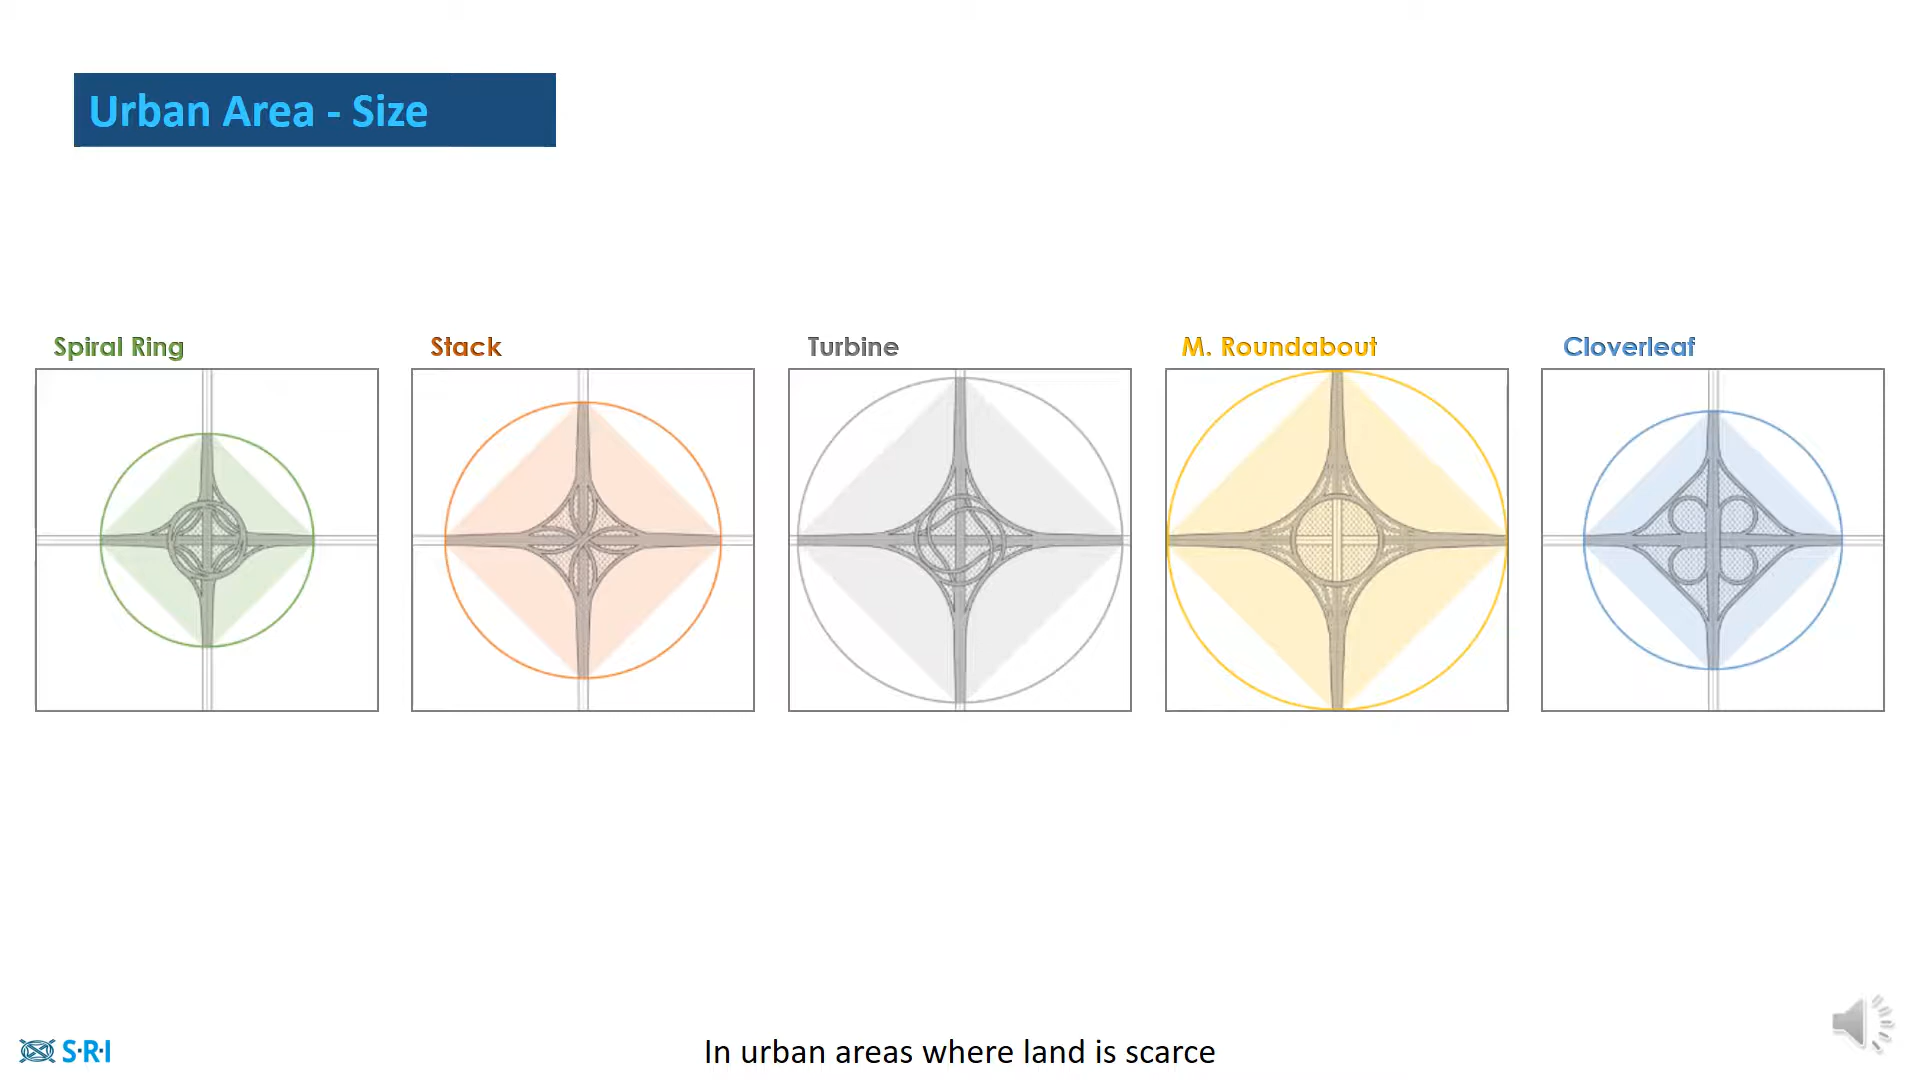 Urban Area - Size
Spiral Ring
Stack
Turbine
M. Roundabout
Cloverleaf
S·R·I
In urban areas where land is scarce